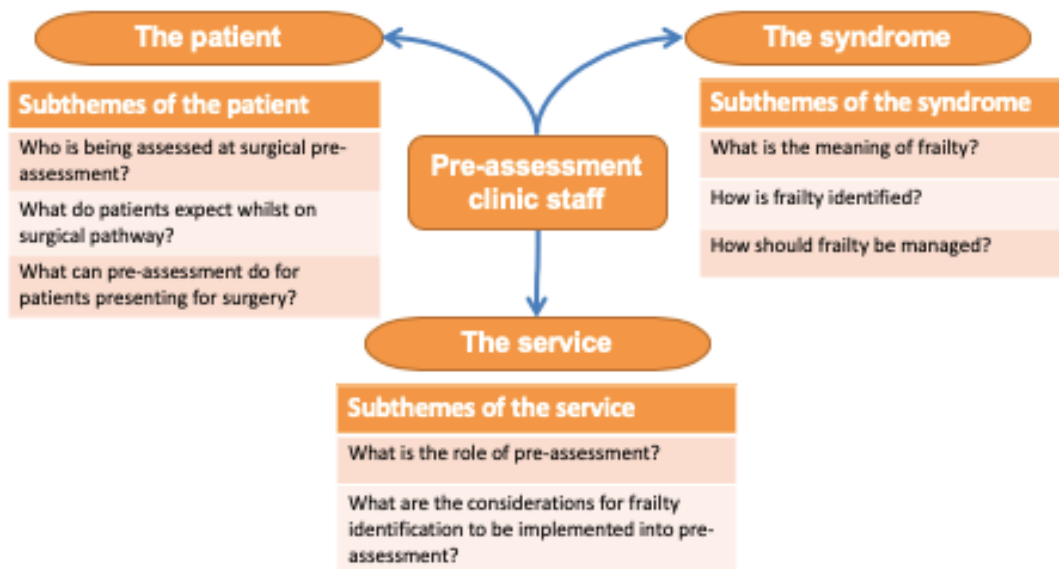 The patient
Subthemes of the patient
Who is being assessed at surgical pre-
assessment?
What do patients expect whilst on
surgical pathway?
What can pre-assessment do for
patients presenting for surgery?
Pre-assessment
clinic staff
The syndrome
Subthemes of the syndrome
What is the meaning of frailty?
How is frailty identified?
How should frailty be managed?
The service
Subthemes of the service
What is the role of pre-assessment?
What are the considerations for frailty
identification to be implemented into pre-
assessment?